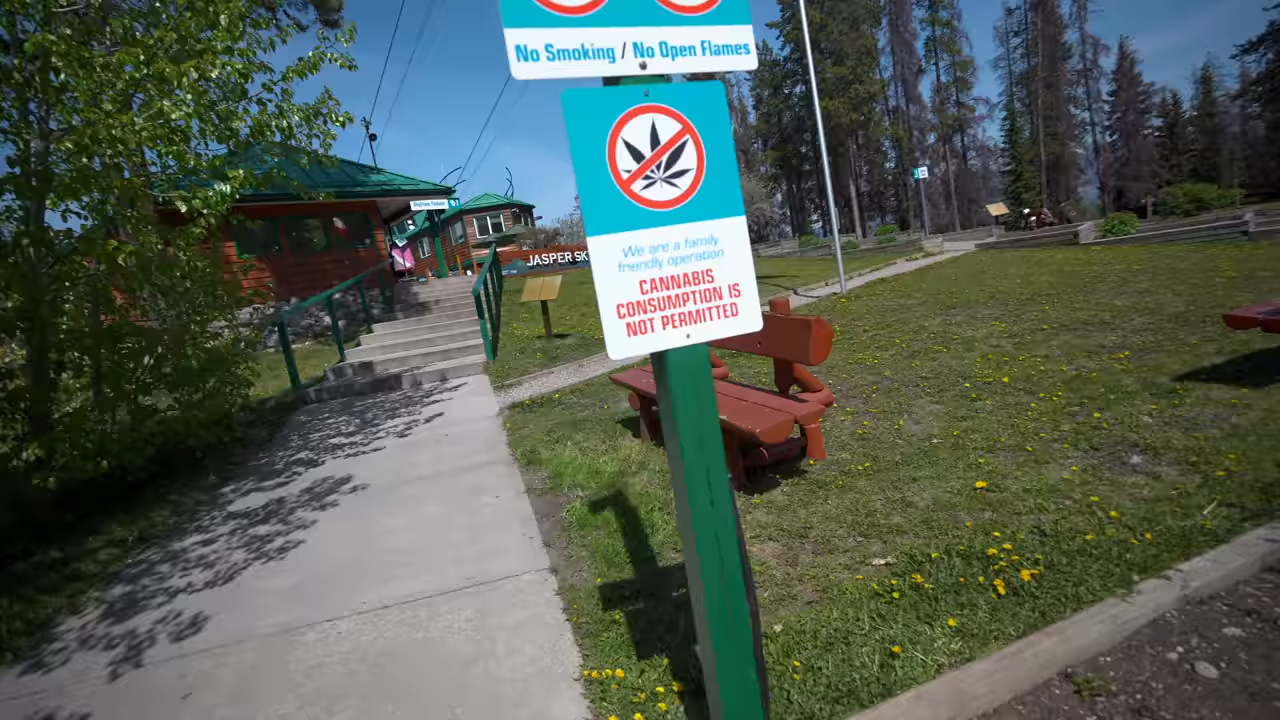 No Smoking / No Open Flames
We are a family
friendly operation
CANNABIS
CONSUMPTION IS
NOT PERMITTED
JASPER SK